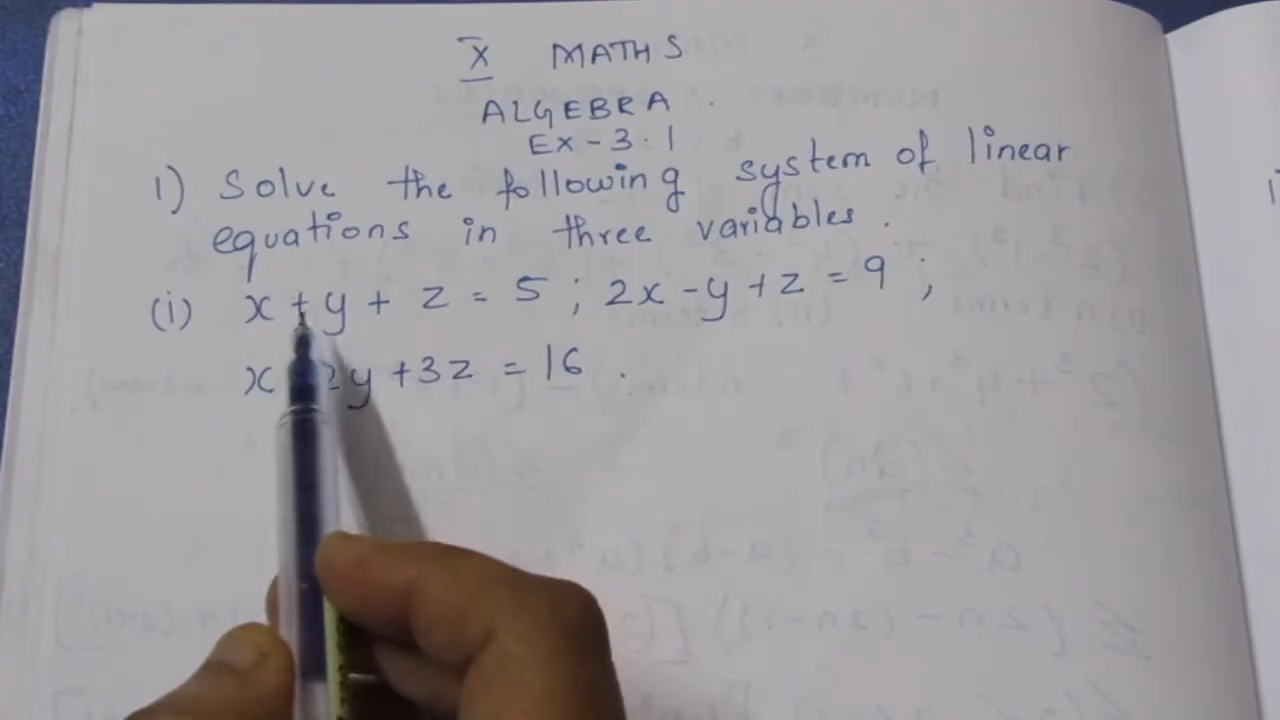 X MATHS
ALGEBRA.
EX-3.1
1) Solve the following system of linear
equations in three variables.
(i) x+y+z=5; 2x-y+z=9;
x 2y+3z=16.